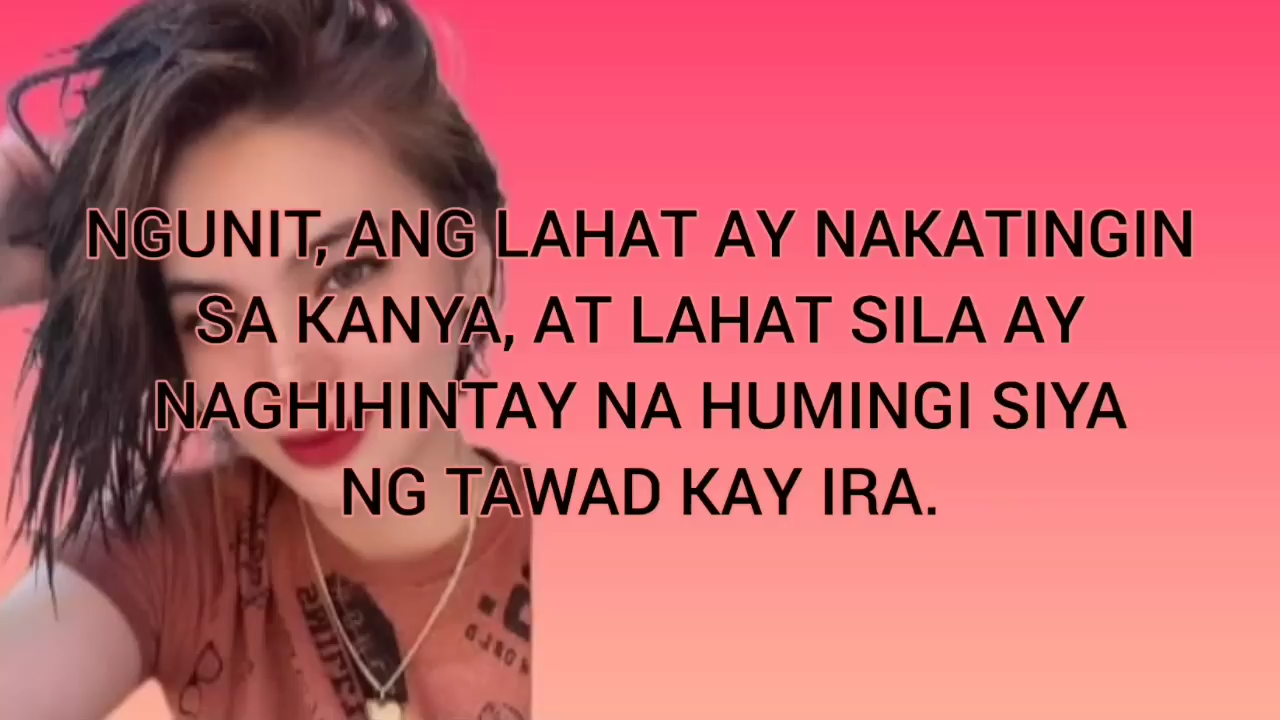 NGUNIT, ANG LAHAT AY NAKATINGIN
SA KANYA, AT LAHAT SILA AY
NAGHIHINTAY NA HUMINGI SIYA
NG TAWAD KAY IRA.